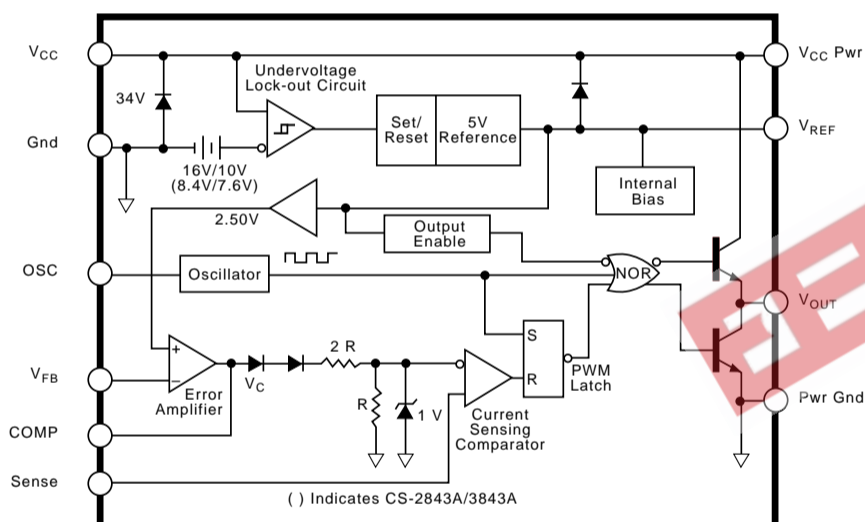 VCC
VCC Pwr
Undervoltage
Lock-out Circuit
34V
Set/
Reset
5V
Reference
Gnd
VREF
16V/10V
(8.4V/7.6V)
Internal
Bias
2.50V
Output
Enable
OSC
Oscillator
NOR
VOUT
S
R
PWM
Latch
2 R
+
–
VC
VFB
Error
Amplifier
R
1 V
Current
Sensing
Comparator
Pwr Gnd
COMP
Sense
( ) Indicates CS-2843A/3843A